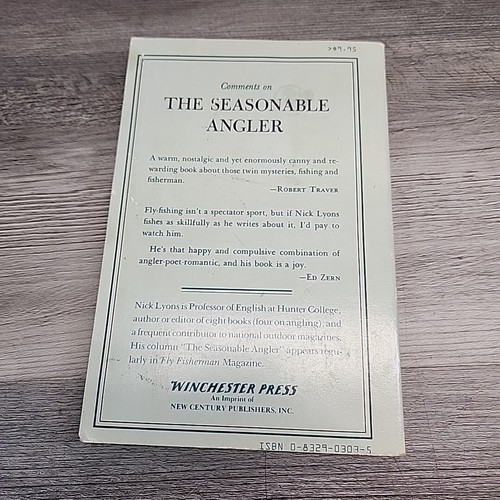 >$9.95
Comments on
THE SEASONABLE
ANGLER
A warm, nostalgic and yet enormously canny and re-
warding book about those twin mysteries, fishing and
fisherman.
—ROBERT TRAVER
Fly-fishing isn't a spectator sport, but if Nick Lyons
fishes as skillfully as he writes about it, I'd pay to
watch him.
He's that happy and compulsive combination of
angler-poet-romantic, and his book is a joy.
—ED ZERN
Nick Lyons is Professor of English at Hunter College,
author or editor of eight books (four on angling), and
a frequent contributor to national outdoor magazines.
His column "The Seasonable Angler" appears regu-
larly in Fly Fisherman Magazine.
WINCHESTER PRESS
An Imprint of
NEW CENTURY PUBLISHERS, INC.
ISBN 0-8329-0303-5